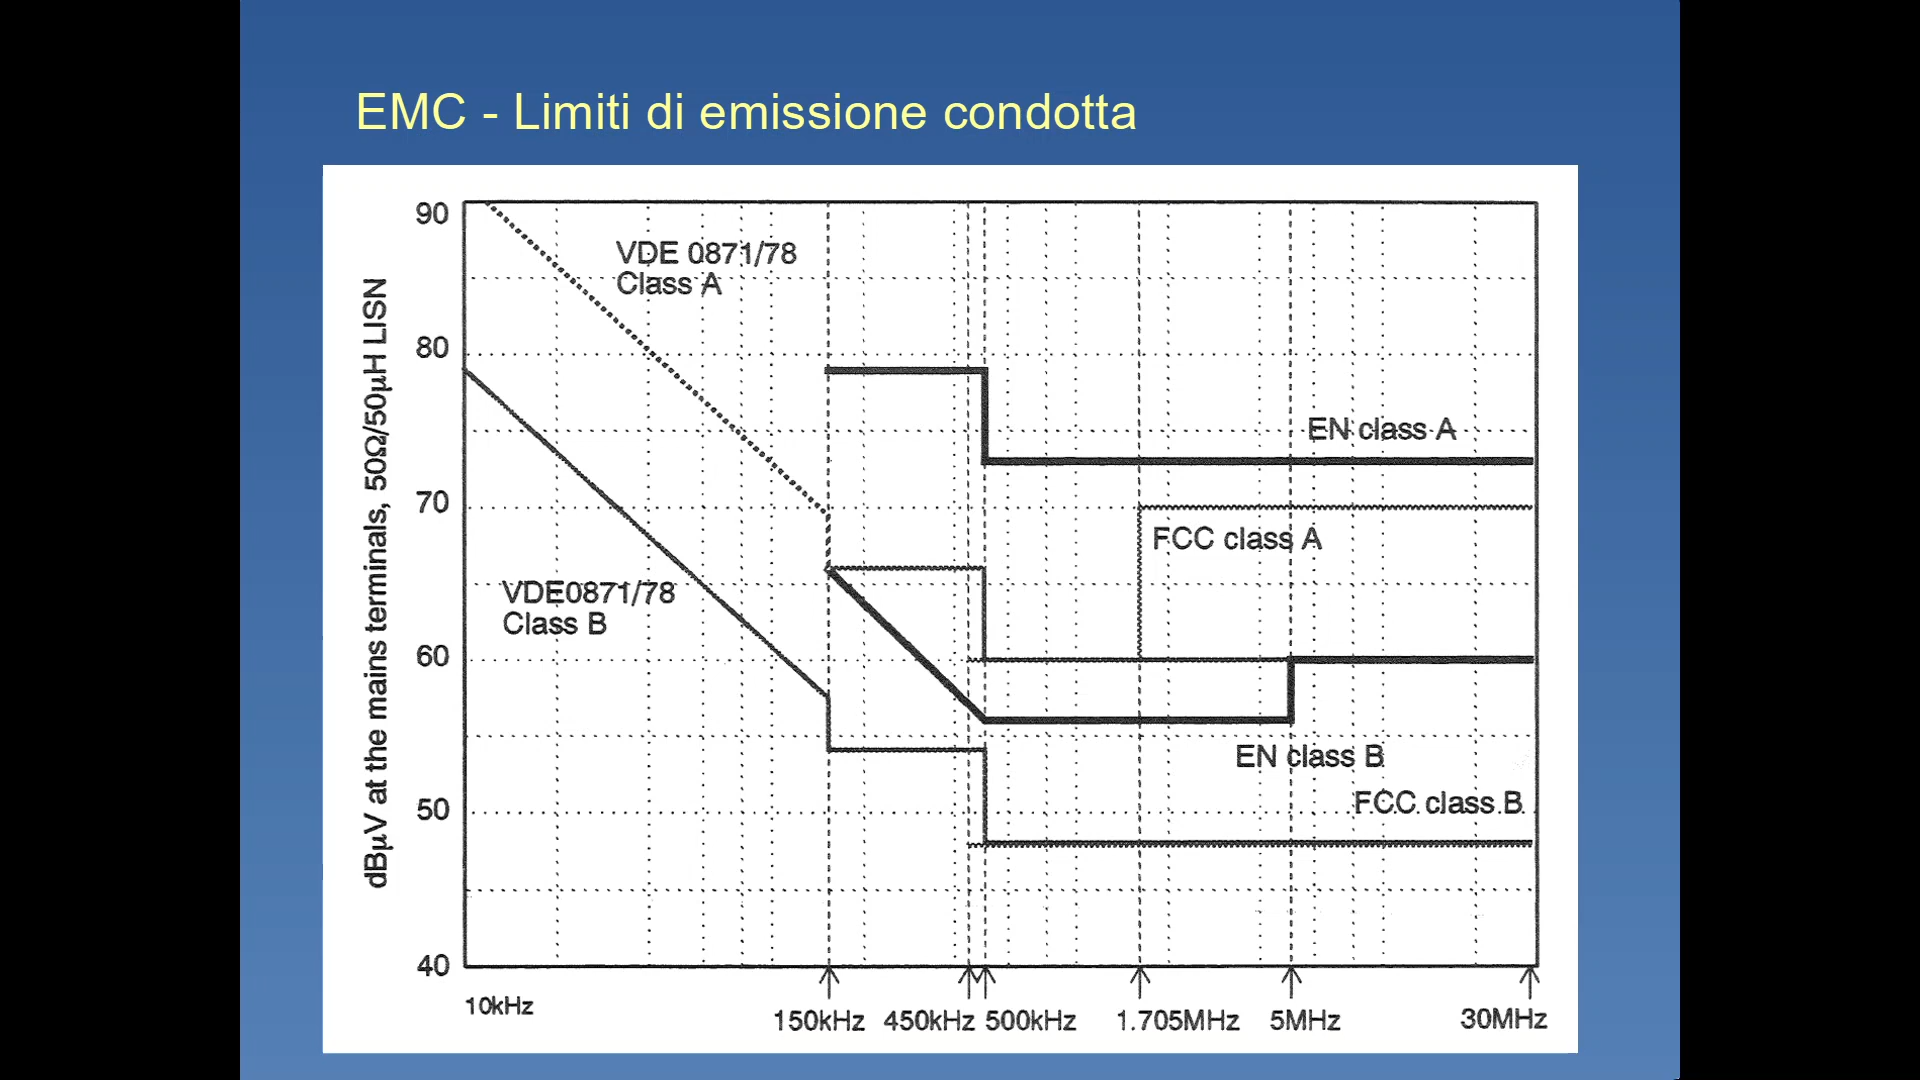 EMC - Limiti di emissione condotta
dBµV at the mains terminals, 50Ω/50µH LISN
90
80
70
60
50
40
VDE 0871/78
Class A
EN class A
FCC class A
VDE0871/78
Class B
EN class B
FCC class B
10kHz
150kHz
450kHz
500kHz
1.705MHz
5MHz
30MHz